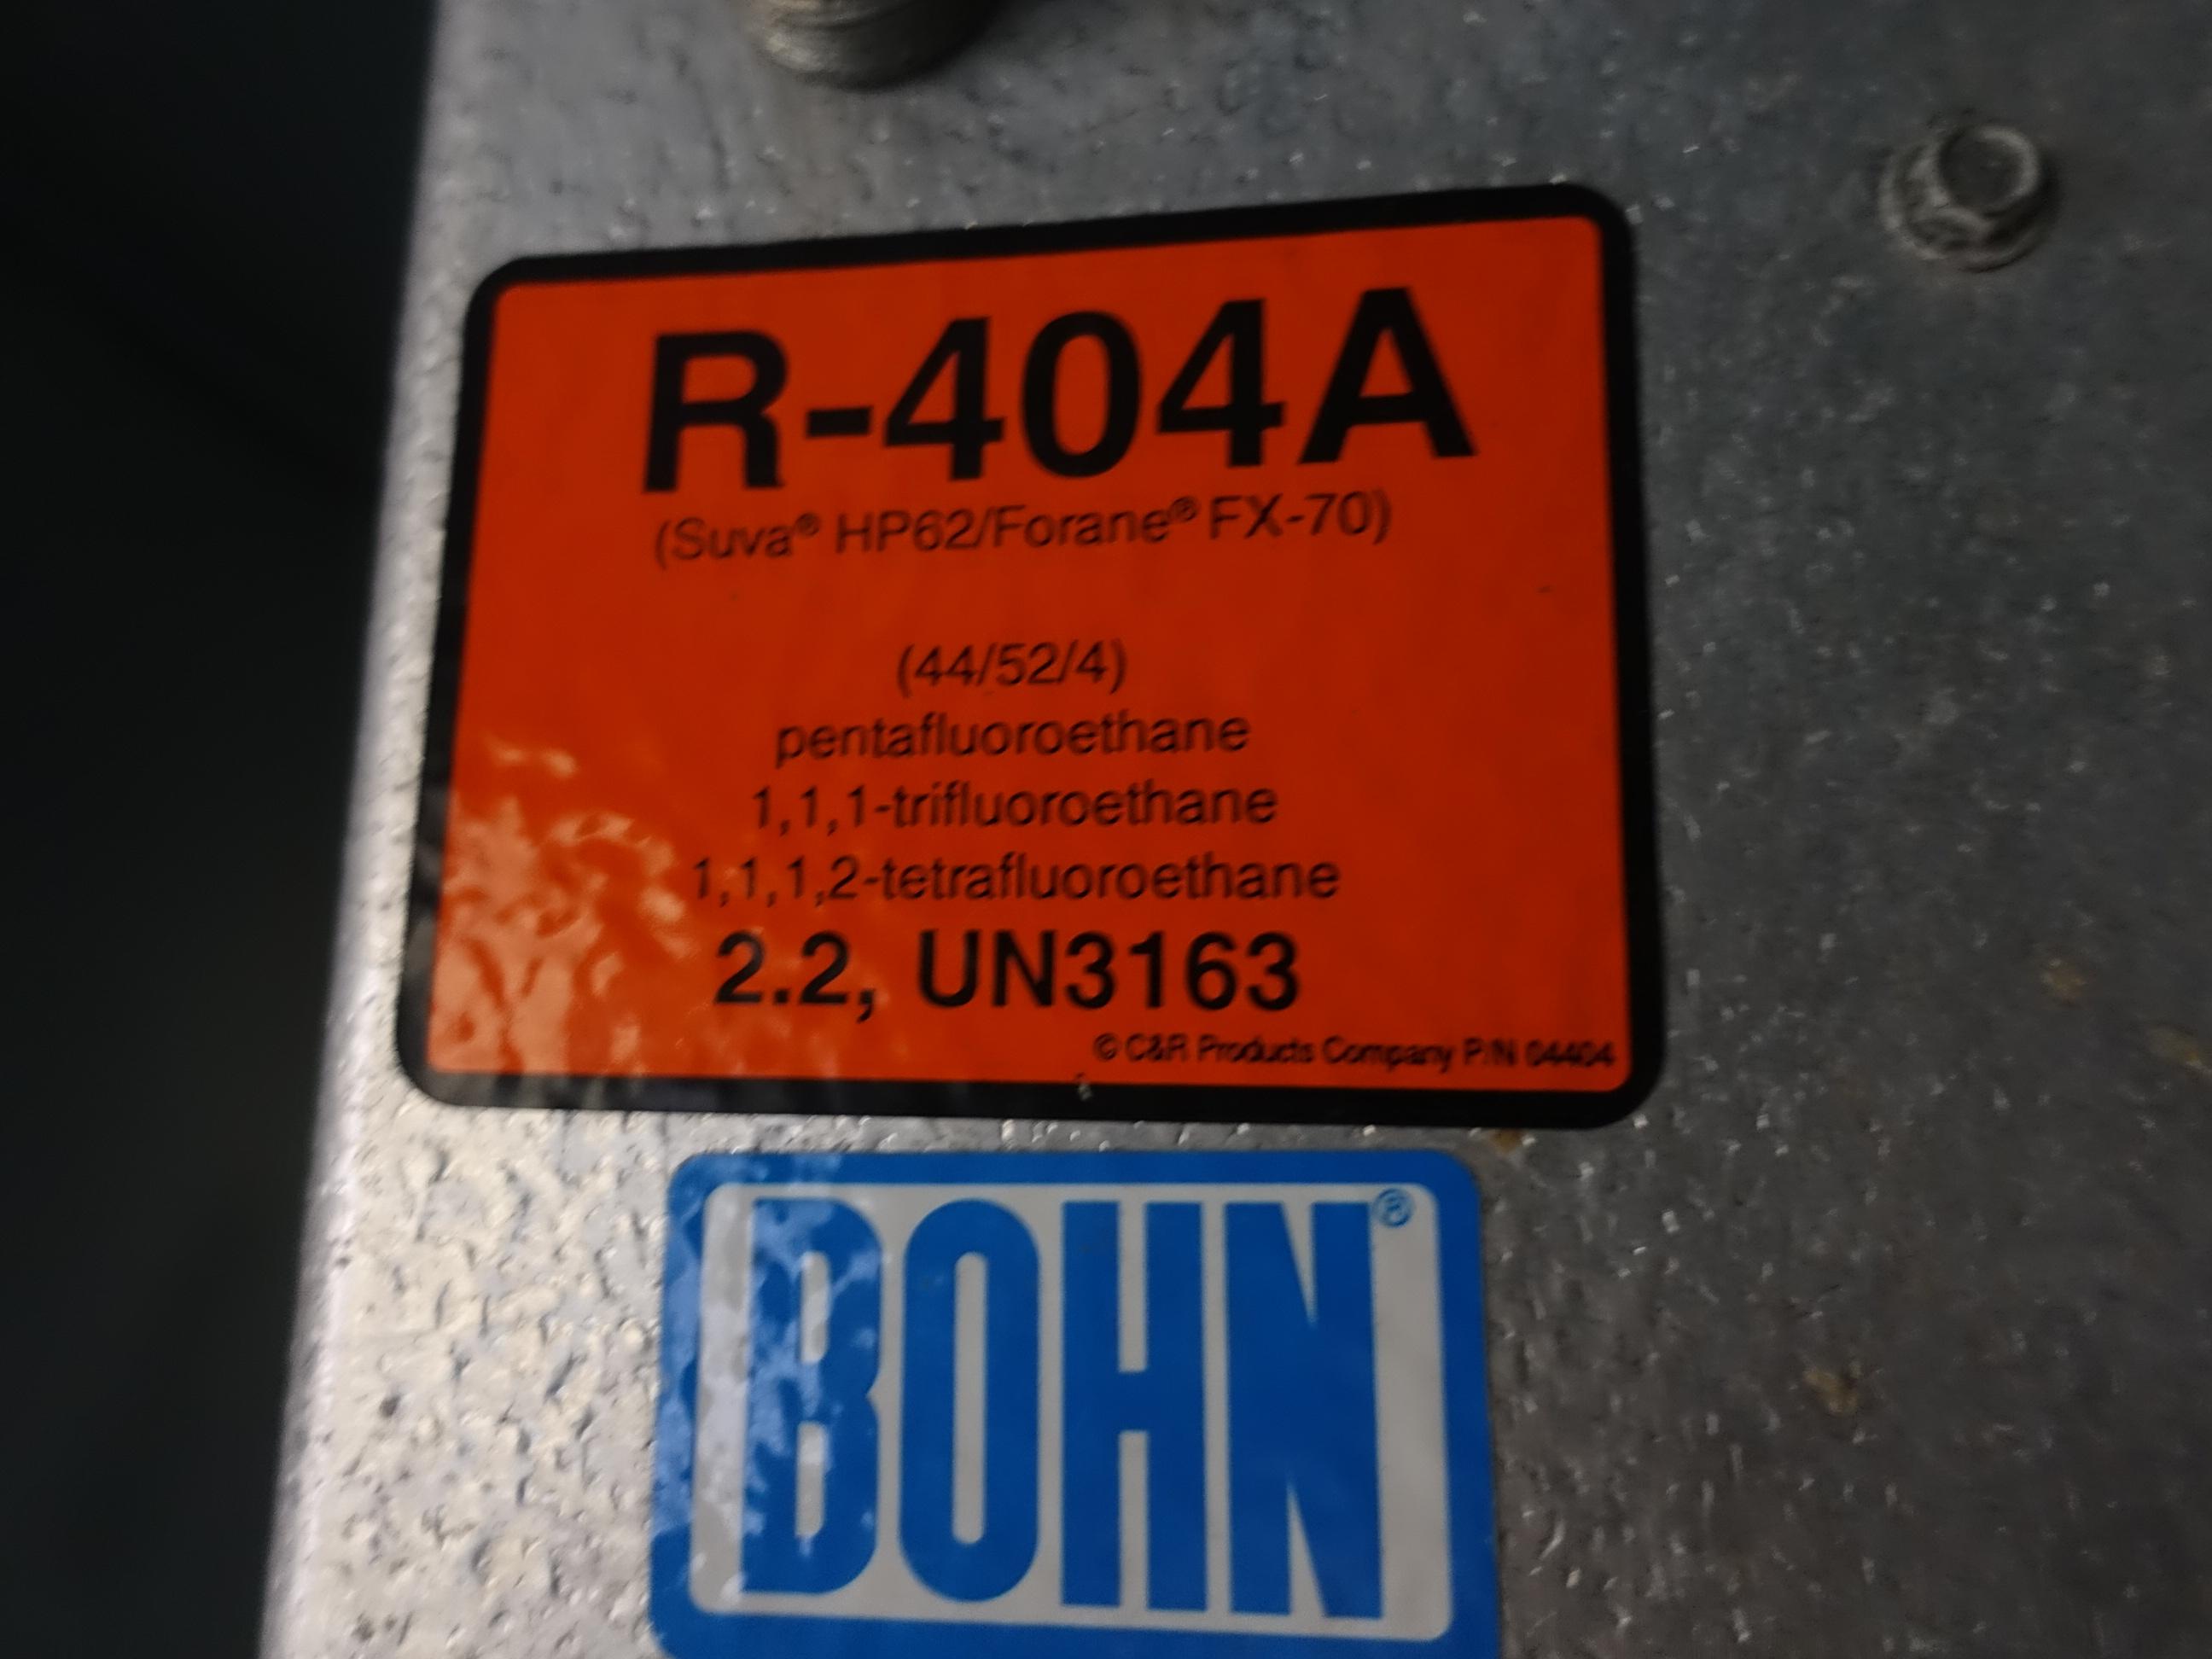 R-404A
(Suva® HP62/Forane® FX-70)
(44/52/4)
pentafluoroethane
1,1,1-trifluoroethane
1,1,1,2-tetrafluoroethane
2.2, UN3163
© C&R Products Company P/N 04404
BOHN®